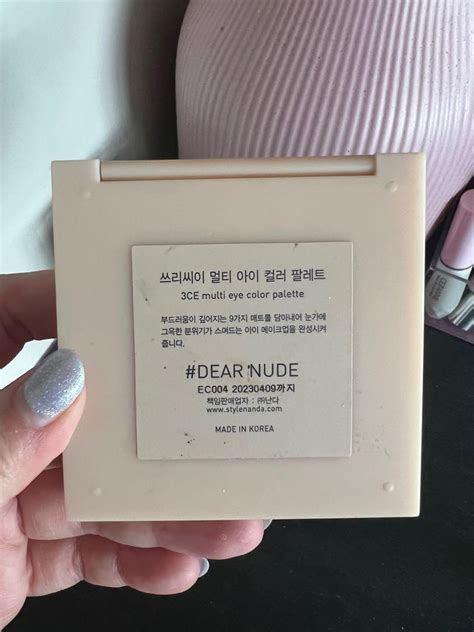 쓰리씨이 멀티 아이 컬러 팔레트
3CE multi eye color palette
부드러움이 깊어지는 9가지 매트를 담아내어 눈가에
그윽한 분위기가 스며드는 아이 메이크업을 완성시켜
줍니다.
#DEAR NUDE
EC004 20230409까지
책임판매업자 : ㈜난다
www.stylenanda.com
MADE IN KOREA